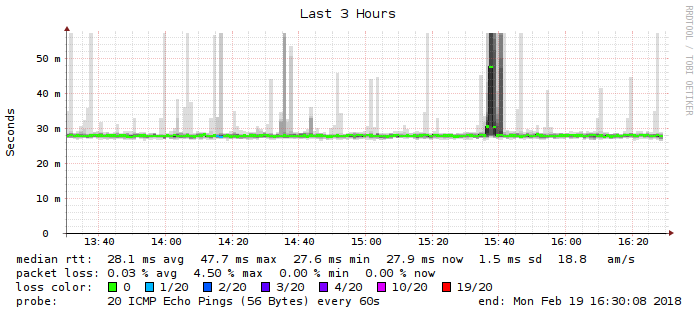 Last 3 Hours
RRDTOOL / TOBI OETIKER
Seconds
50 m
40 m
30 m
20 m
10 m
0
13:40 14:00 14:20 14:40 15:00 15:20 15:40 16:00 16:20
median rtt: 28.1 ms avg 47.7 ms max 27.6 ms min 27.9 ms now 1.5 ms sd 18.8 am/s
packet loss: 0.03 % avg 4.50 % max 0.00 % min 0.00 % now
loss color: 0 1/20 2/20 3/20 4/20 10/20 19/20
probe: 20 ICMP Echo Pings (56 Bytes) every 60s end: Mon Feb 19 16:30:08 2018